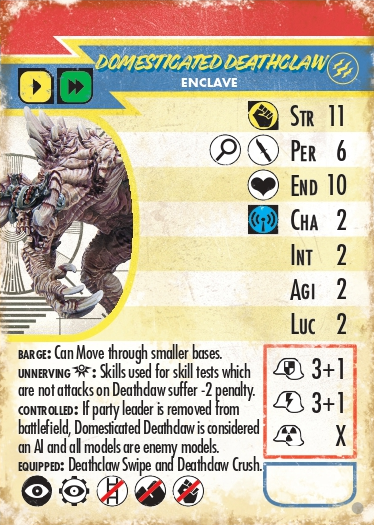 DOMESTICATED DEATHCLAW
ENCLAVE
STR 11
PER 6
END 10
CHA 2
INT 2
AGI 2
LUC 2
BARGE: Can Move through smaller bases.
UNNERVING : Skills used for skill tests which
are not attacks on Deathclaw suffer -2 penalty.
CONTROLLED: If party leader is removed from
battlefield, Domesticated Deathclaw is considered
an AI and all models are enemy models.
EQUIPPED: Deathclaw Swipe and Deathclaw Crush.
3+1
3+1
X